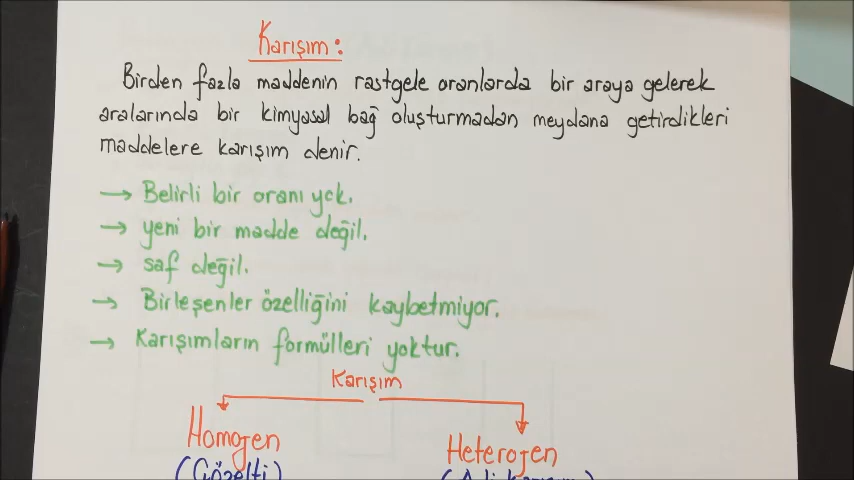 Karışım:
Birden fazla maddenin rastgele oranlarda bir araya gelerek
aralarında bir kimyasal bağ oluşturmadan meydana getirdikleri
maddelere karışım denir.
→ Belirli bir oranı yok.
→ yeni bir madde değil.
→ saf değil.
→ Birleşenler özelliğini kaybetmiyor.
→ Karışımların formülleri yoktur.
Karışım
Homojen Heterojen
(Çözelti)